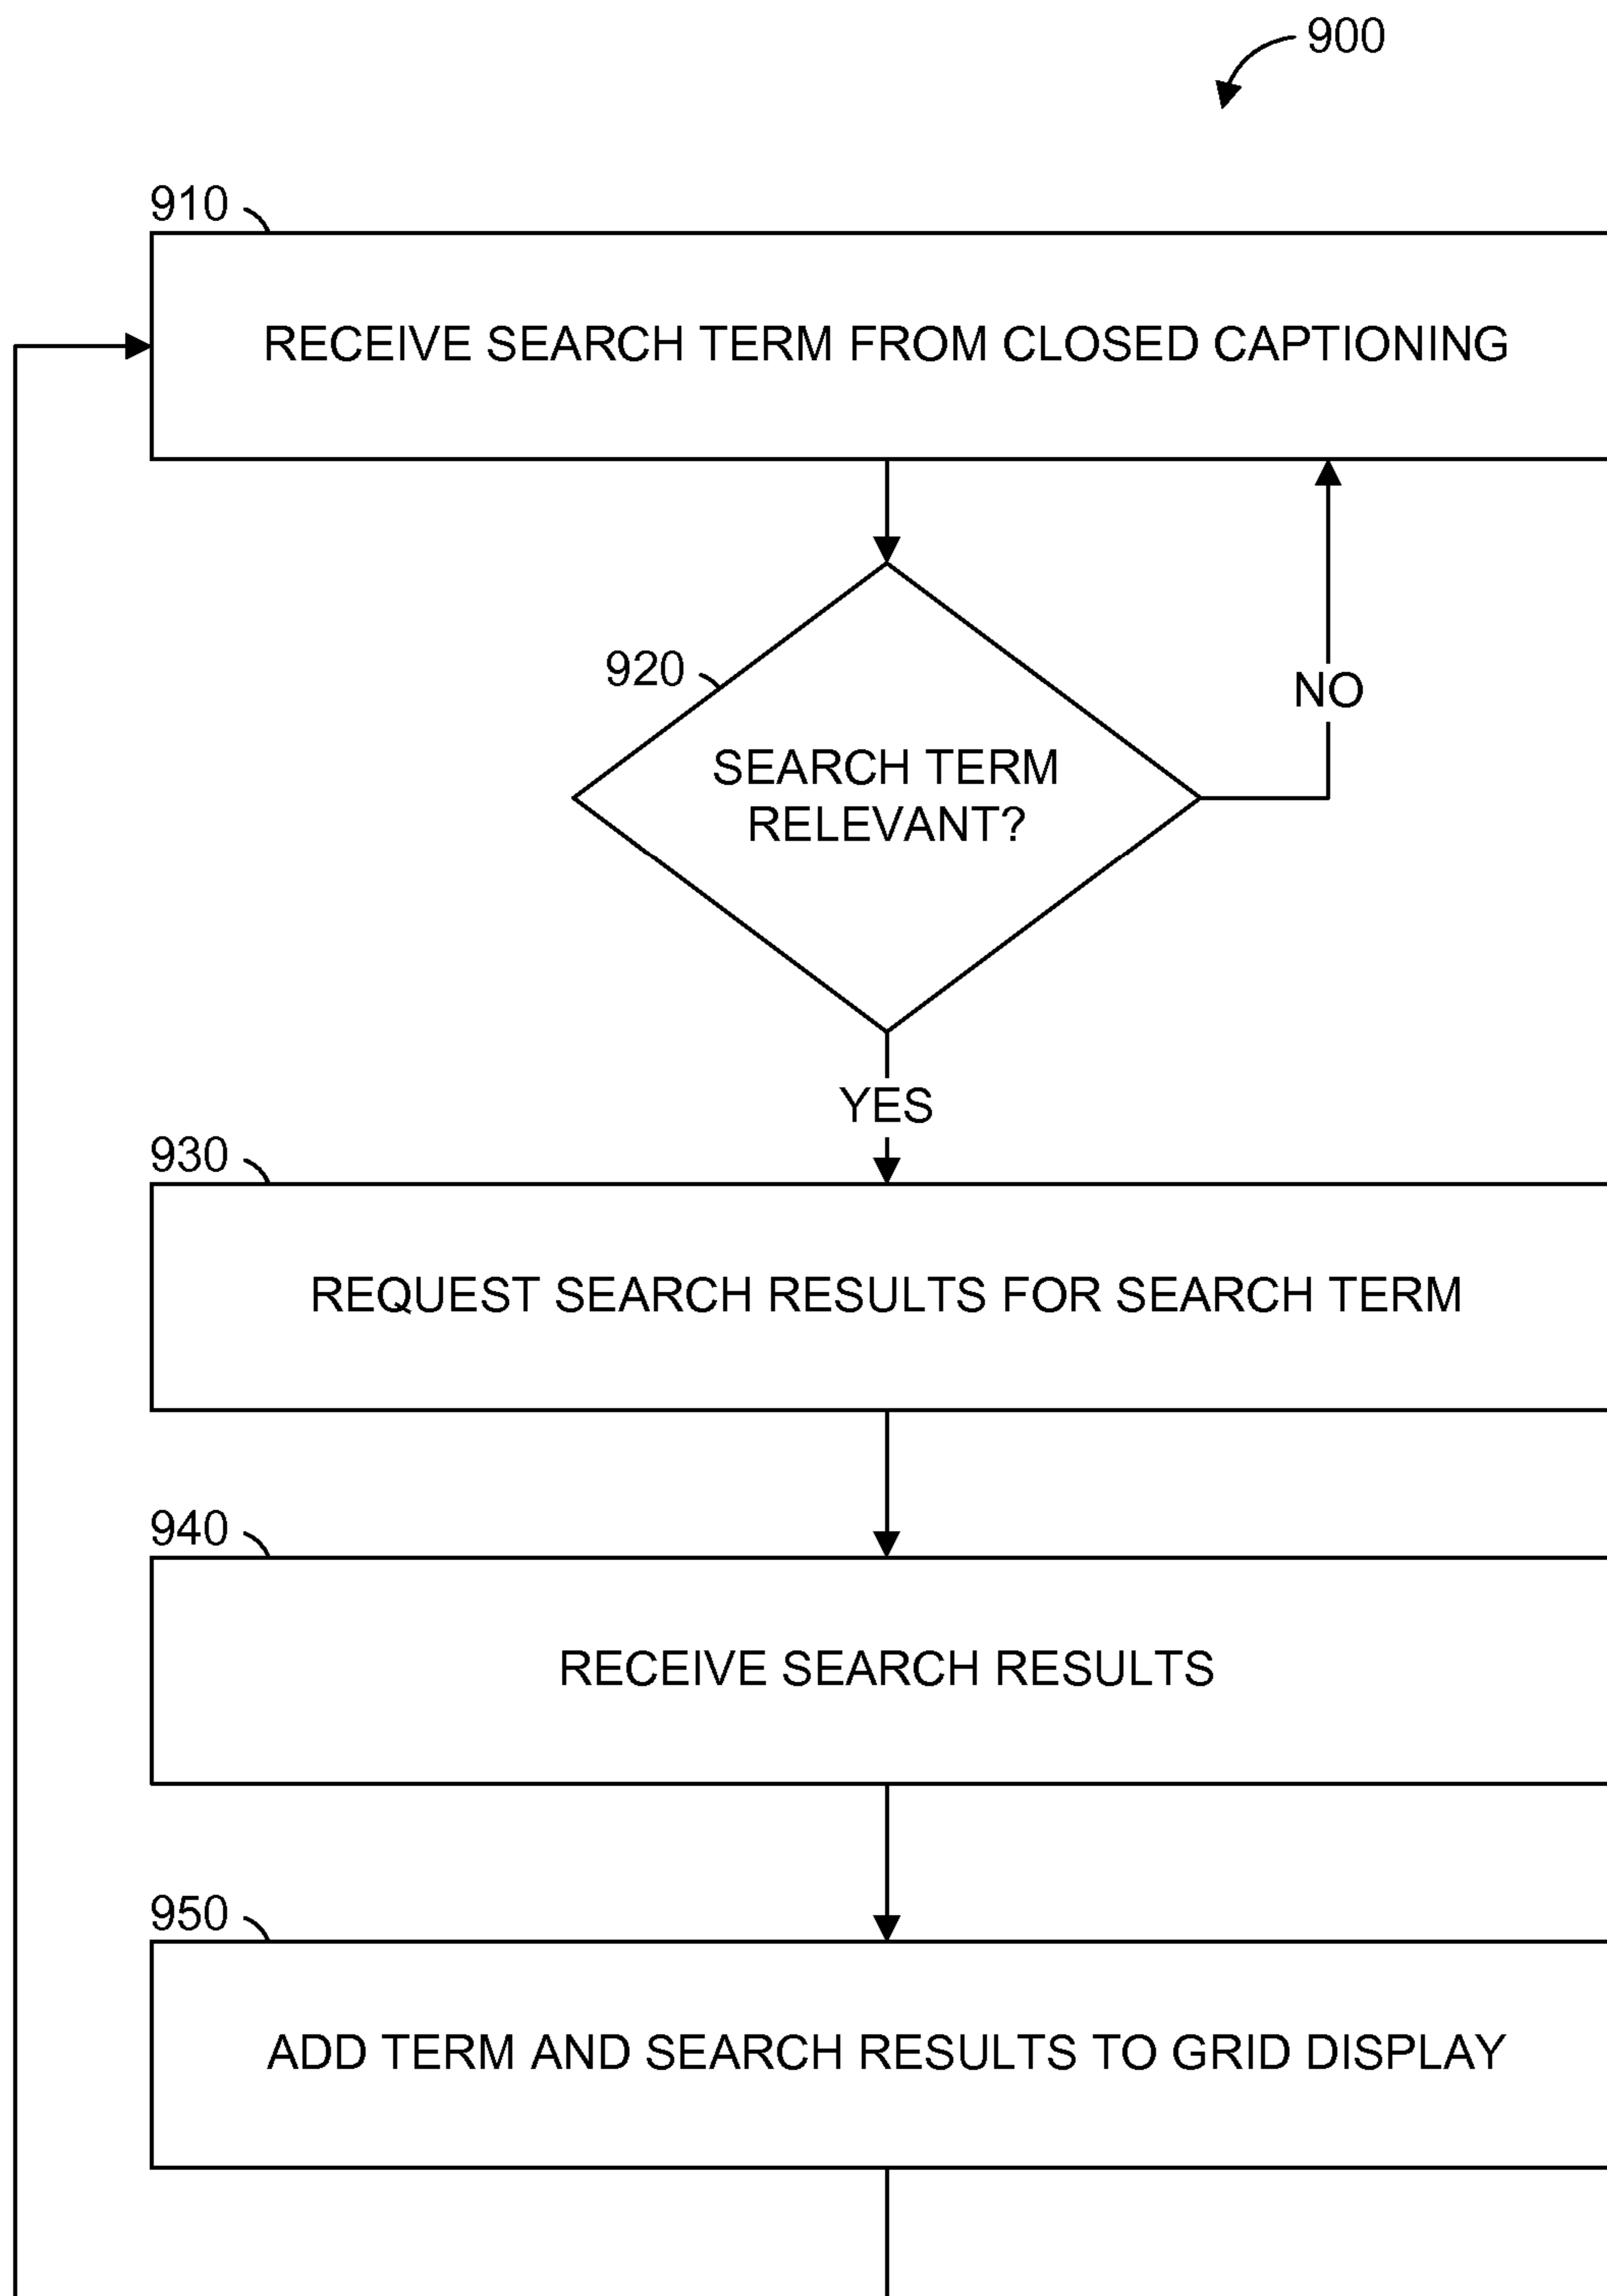 900
910
RECEIVE SEARCH TERM FROM CLOSED CAPTIONING
920
SEARCH TERM
RELEVANT?
NO
YES
930
REQUEST SEARCH RESULTS FOR SEARCH TERM
940
RECEIVE SEARCH RESULTS
950
ADD TERM AND SEARCH RESULTS TO GRID DISPLAY